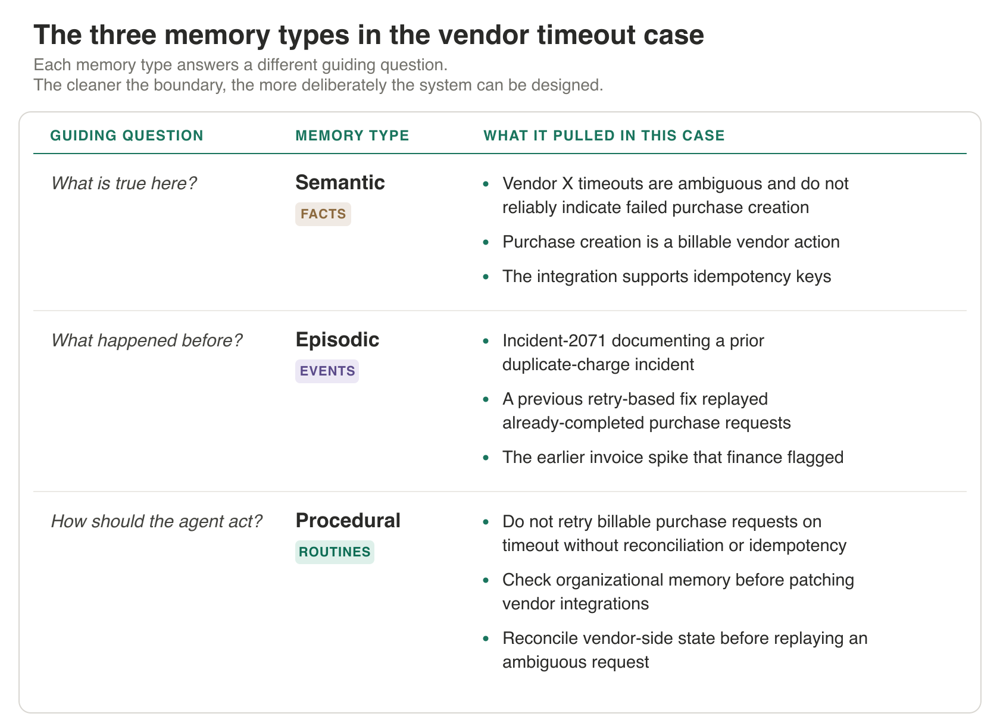 The three memory types in the vendor timeout case
Each memory type answers a different guiding question.
The cleaner the boundary, the more deliberately the system can be designed.
GUIDING QUESTION MEMORY TYPE WHAT IT PULLED IN THIS CASE
What is true here?
Semantic
FACTS
• Vendor X timeouts are ambiguous and do not
reliably indicate failed purchase creation
• Purchase creation is a billable vendor action
• The integration supports idempotency keys
What happened before?
Episodic
EVENTS
• Incident-2071 documenting a prior
duplicate-charge incident
• A previous retry-based fix replayed
already-completed purchase requests
• The earlier invoice spike that finance flagged
How should the agent act?
Procedural
ROUTINES
• Do not retry billable purchase requests on
timeout without reconciliation or idempotency
• Check organizational memory before patching
vendor integrations
• Reconcile vendor-side state before replaying an
ambiguous request